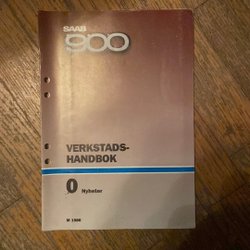 SAAB
900
VERKSTADS-
HANDBOK
0 Nyheter
M 1988